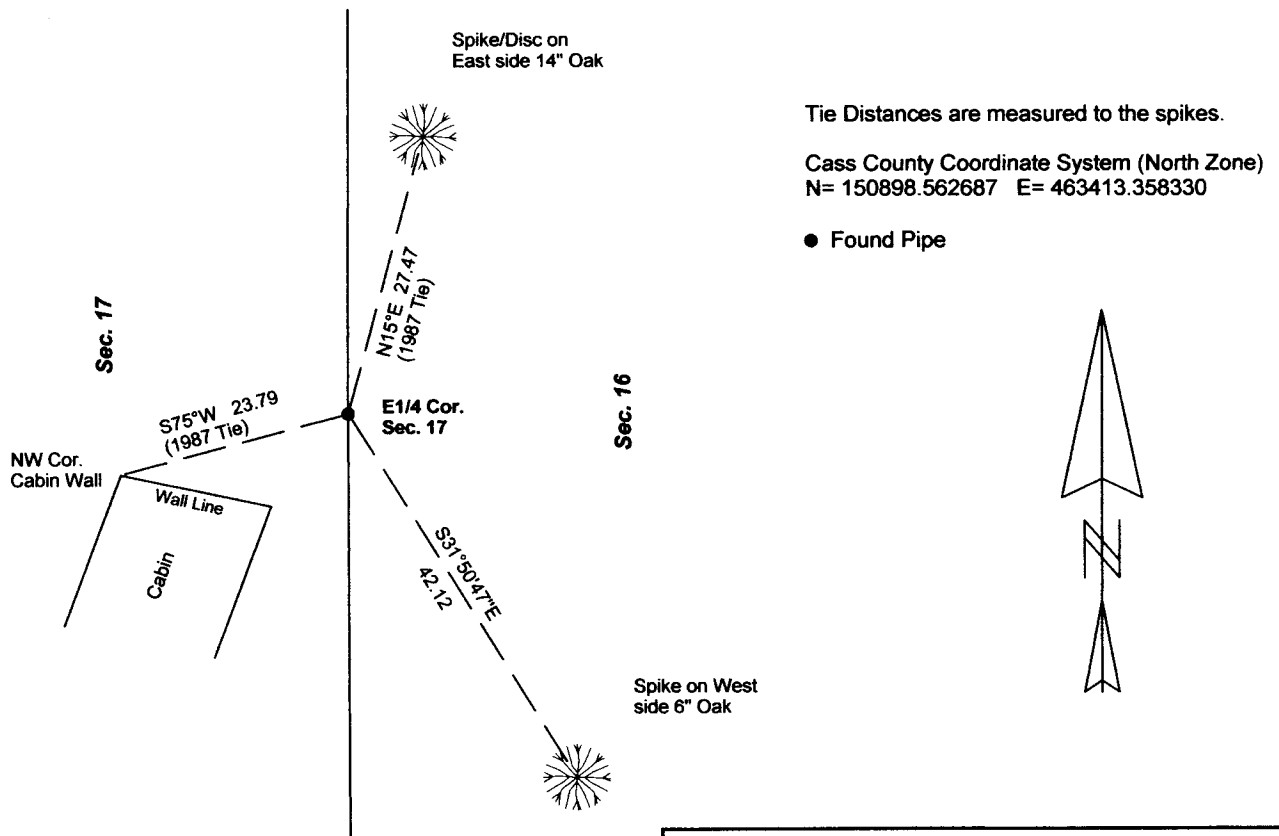 Spike/Disc on
East side 14" Oak
Tie Distances are measured to the spikes.
Cass County Coordinate System (North Zone)
N= 150898.562687 E= 463413.358330
● Found Pipe
N15°E 27.47
(1987 Tie)
Sec. 17
S75°W 23.79
(1987 Tie)
E1/4 Cor.
Sec. 17
Sec. 16
NW Cor.
Cabin Wall
Wall Line
Cabin
S31°50'47"E
42.12
Spike on West
side 6" Oak
N